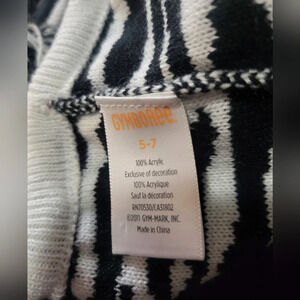 GYMBOREE
5-7
100% Acrylic
Exclusive of decoration
100% Acrylique
Sauf la décoration
RN70530/CA31802
©2011 GYM-MARK, INC.
Made in China